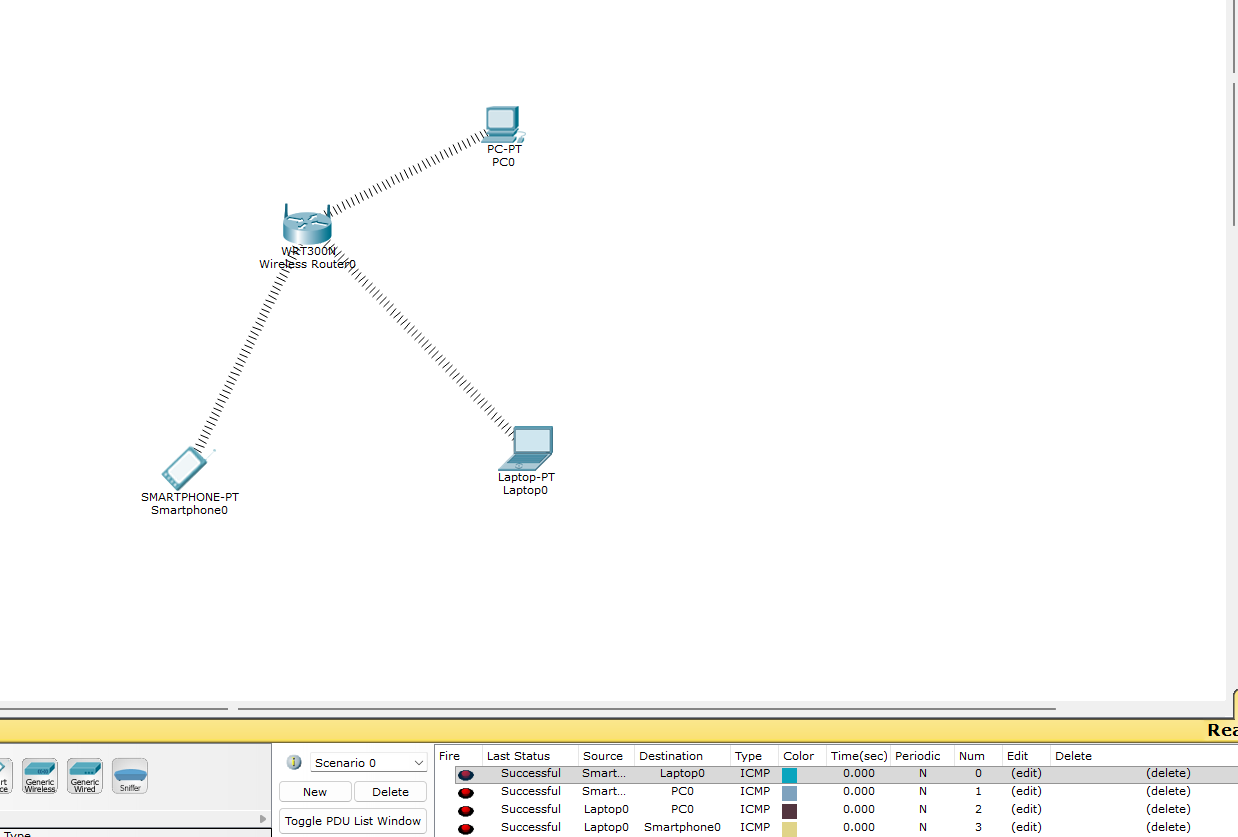 PC-PT
PC0
WRT300N
Wireless Router0
SMARTPHONE-PT
Smartphone0
Laptop-PT
Laptop0
Rea
rt
ce
Generic
Wireless
Generic
Wired
Sniffer
Type
Scenario 0
New Delete
Toggle PDU List Window
Fire Last Status Source Destination Type Color Time(sec) Periodic Num Edit Delete
Successful Smart... Laptop0 ICMP 0.000 N 0 (edit) (delete)
Successful Smart... PC0 ICMP 0.000 N 1 (edit) (delete)
Successful Laptop0 PC0 ICMP 0.000 N 2 (edit) (delete)
Successful Laptop0 Smartphone0 ICMP 0.000 N 3 (edit) (delete)